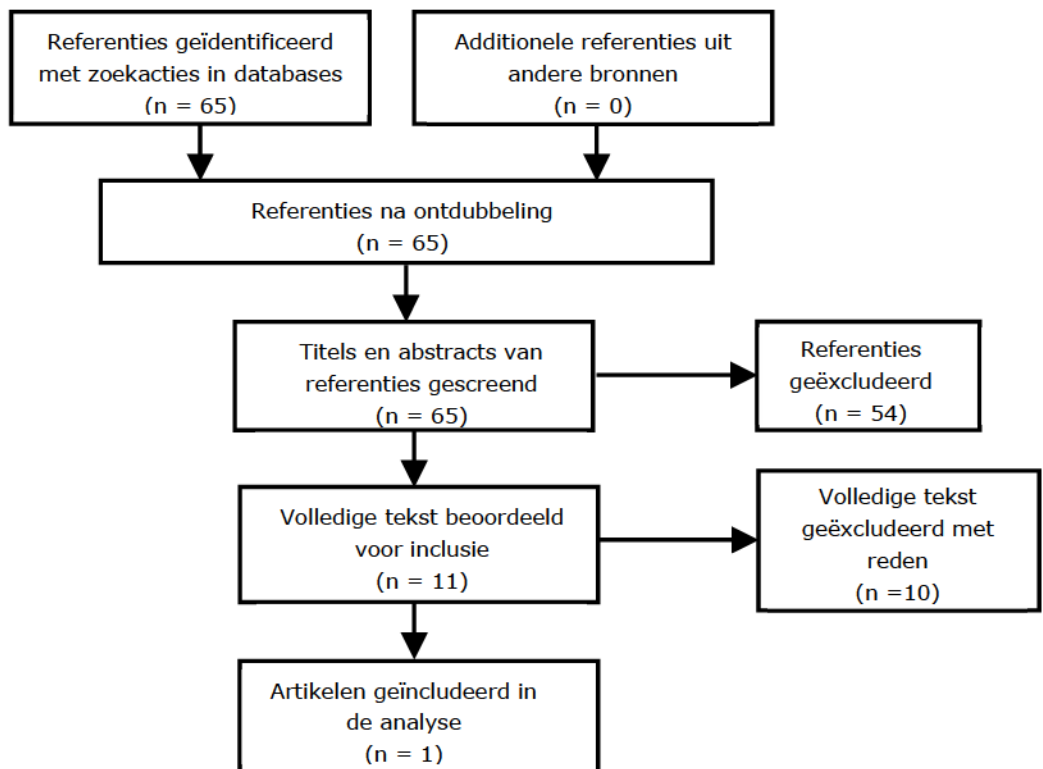 Referenties geïdentificeerd
met zoekacties in databases
(n = 65)
Additionele referenties uit
andere bronnen
(n = 0)
Referenties na ontdubbeling
(n = 65)
Titels en abstracts van
referenties gescreend
(n = 65)
Referenties
geëxcludeerd
(n = 54)
Volledige tekst beoordeeld
voor inclusie
(n = 11)
Volledige tekst
geëxcludeerd met
reden
(n =10)
Artikelen geïncludeerd in
de analyse
(n = 1)